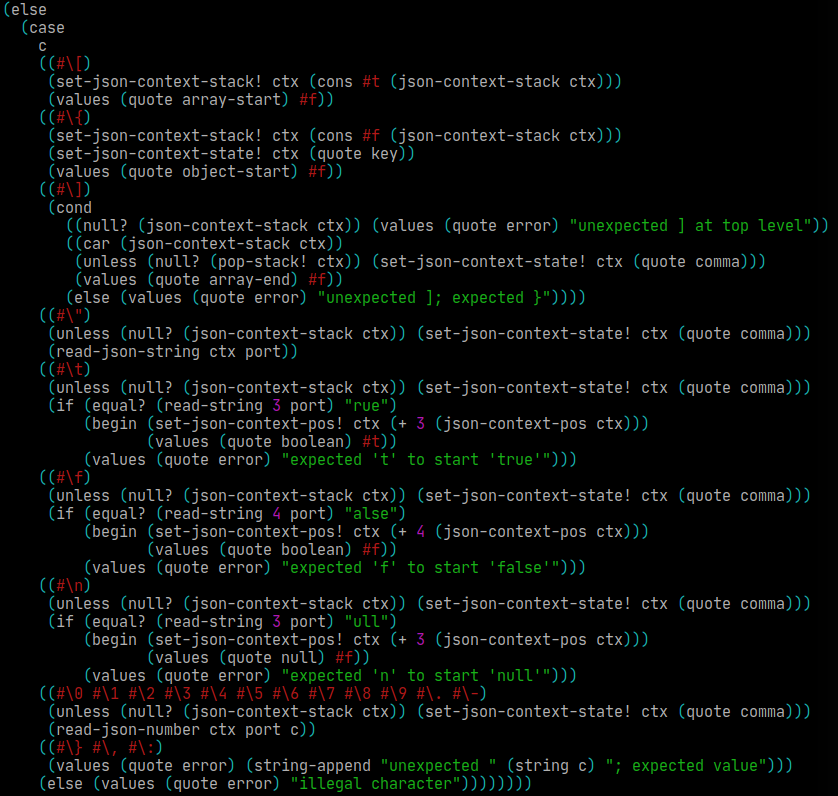 (else
  (case
    c
    ((#\[)
     (set-json-context-stack! ctx (cons #t (json-context-stack ctx)))
     (values (quote array-start) #f))
    ((#\{)
     (set-json-context-stack! ctx (cons #f (json-context-stack ctx)))
     (set-json-context-state! ctx (quote key))
     (values (quote object-start) #f))
    ((#\])
     (cond
       ((null? (json-context-stack ctx)) (values (quote error) "unexpected ] at top level"))
       ((car (json-context-stack ctx))
        (unless (null? (pop-stack! ctx)) (set-json-context-state! ctx (quote comma)))
        (values (quote array-end) #f))
       (else (values (quote error) "unexpected ]; expected }"))))
    ((#\")
     (unless (null? (json-context-stack ctx)) (set-json-context-state! ctx (quote comma)))
     (read-json-string ctx port))
    ((#\t)
     (unless (null? (json-context-stack ctx)) (set-json-context-state! ctx (quote comma)))
     (if (equal? (read-string 3 port) "rue")
         (begin (set-json-context-pos! ctx (+ 3 (json-context-pos ctx)))
                (values (quote boolean) #t))
         (values (quote error) "expected 't' to start 'true'")))
    ((#\f)
     (unless (null? (json-context-stack ctx)) (set-json-context-state! ctx (quote comma)))
     (if (equal? (read-string 4 port) "alse")
         (begin (set-json-context-pos! ctx (+ 4 (json-context-pos ctx)))
                (values (quote boolean) #f))
         (values (quote error) "expected 'f' to start 'false'")))
    ((#\n)
     (unless (null? (json-context-stack ctx)) (set-json-context-state! ctx (quote comma)))
     (if (equal? (read-string 3 port) "ull")
         (begin (set-json-context-pos! ctx (+ 3 (json-context-pos ctx)))
                (values (quote null) #f))
         (values (quote error) "expected 'n' to start 'null'")))
    ((#\0 #\1 #\2 #\3 #\4 #\5 #\6 #\7 #\8 #\9 #\. #\-)
     (unless (null? (json-context-stack ctx)) (set-json-context-state! ctx (quote comma)))
     (read-json-number ctx port c))
    ((#\} #\, #\:)
     (values (quote error) (string-append "unexpected " (string c) "; expected value")))
    (else (values (quote error) "illegal character"))))))))